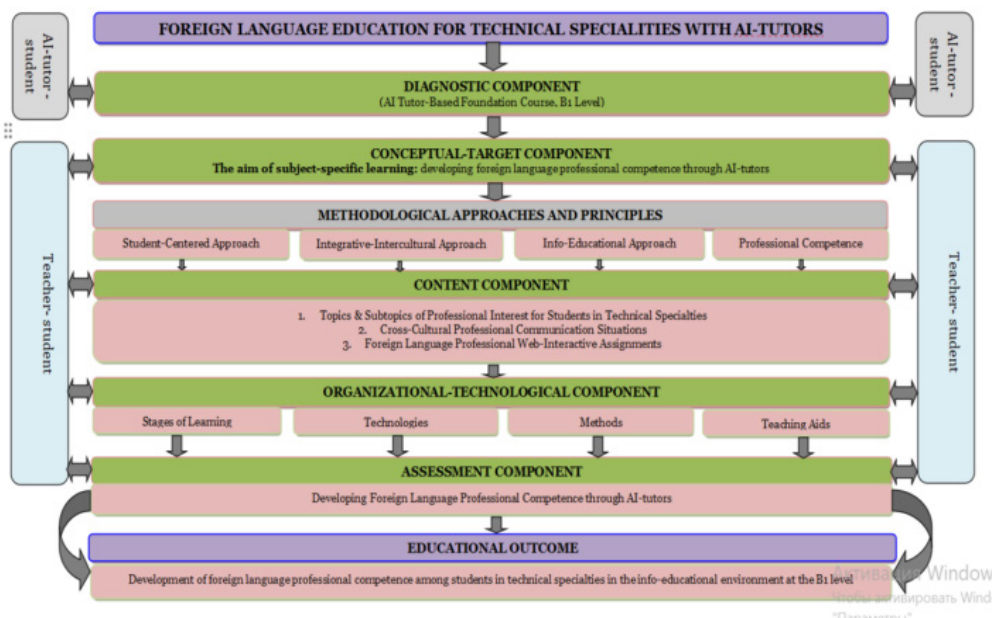 FOREIGN LANGUAGE EDUCATION FOR TECHNICAL SPECIALITIES WITH AI-TUTORS
AI-tutor -
student
AI-tutor -
student
DIAGNOSTIC COMPONENT
(AI Tutor-Based Foundation Course, B1 Level)
CONCEPTUAL-TARGET COMPONENT
The aim of subject-specific learning: developing foreign language professional competence through AI-tutors
METHODOLOGICAL APPROACHES AND PRINCIPLES
Student-Centered Approach
Integrative-Intercultural Approach
Info-Educational Approach
Professional Competence
Teacher- student
Teacher- student
CONTENT COMPONENT
1. Topics & Subtopics of Professional Interest for Students in Technical Specialties
2. Cross-Cultural Professional Communication Situations
3. Foreign Language Professional Web-Interactive Assignments
ORGANIZATIONAL-TECHNOLOGICAL COMPONENT
Stages of Learning
Technologies
Methods
Teaching Aids
ASSESSMENT COMPONENT
Developing Foreign Language Professional Competence through AI-tutors
EDUCATIONAL OUTCOME
Development of foreign language professional competence among students in technical specialties in the info-educational environment at the B1 level
Активация Window
Чтобы активировать Wind
"Параметры"